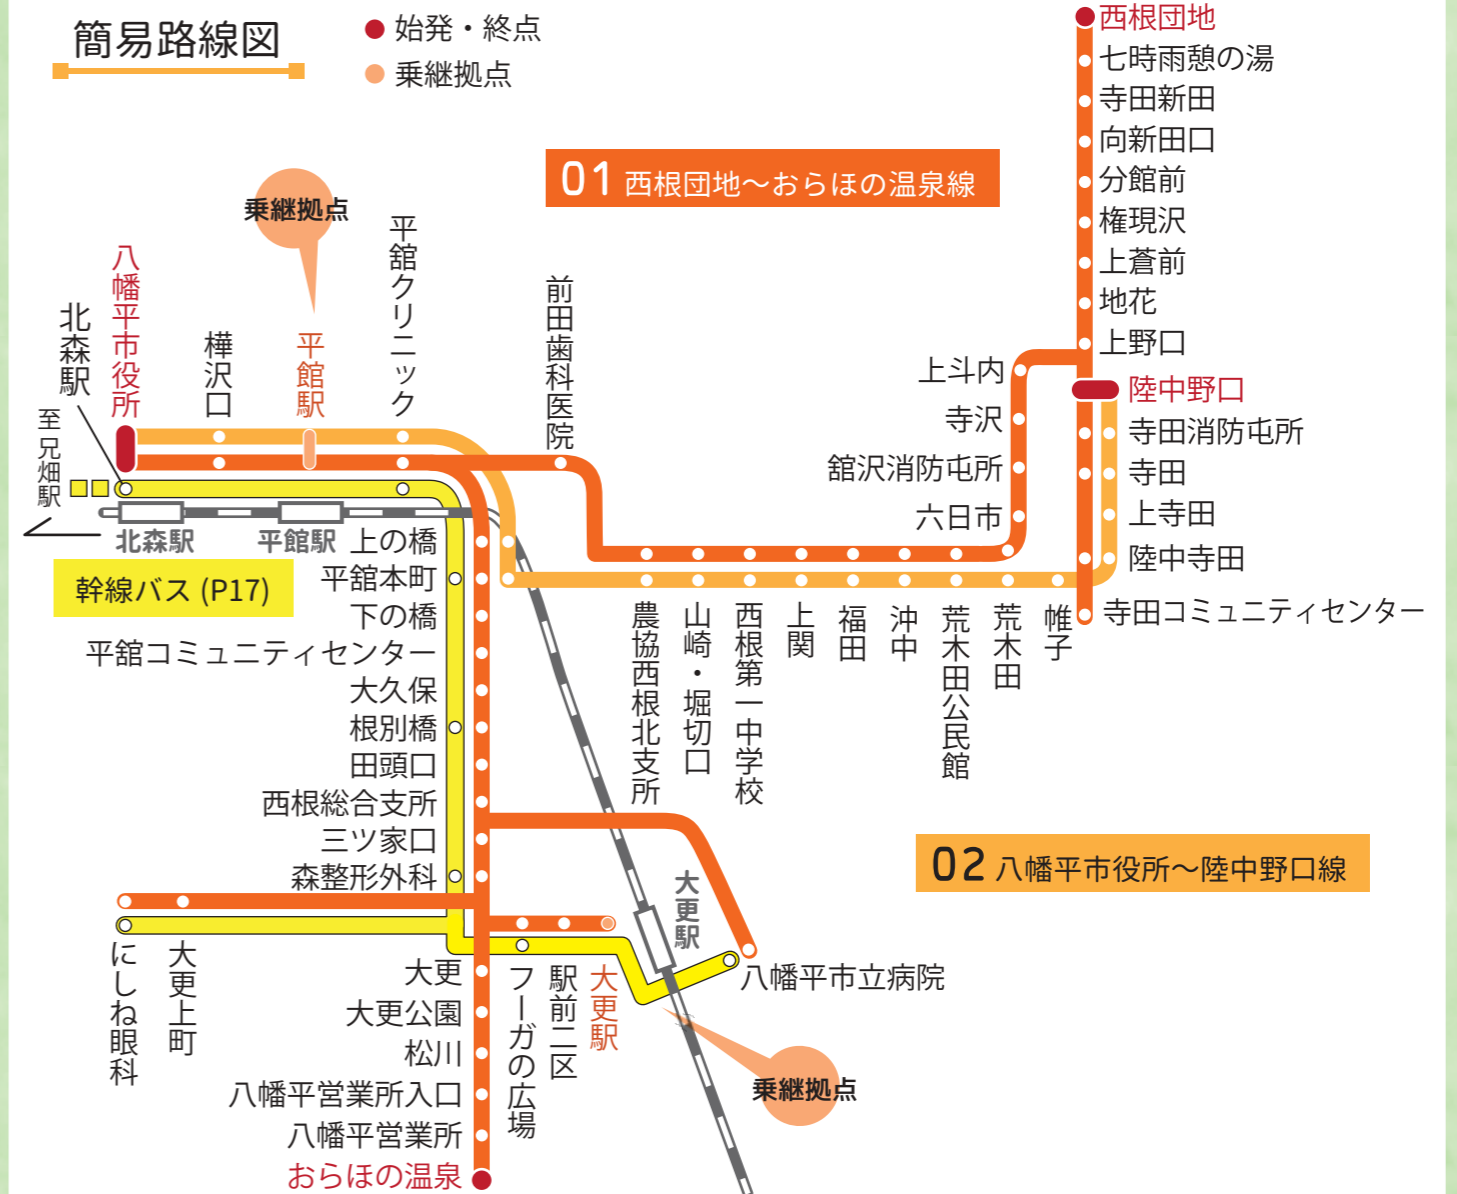 簡易路線図
始発・終点
乗継拠点
01 西根団地～おらほの温泉線
西根団地
七時雨憩の湯
寺田新田
向新田口
分館前
権現沢
上蒼前
地花
上野口
陸中野口
寺田消防屯所
寺田
上寺田
陸中寺田
寺田コミュニティセンター
上斗内
寺沢
舘沢消防屯所
六日市
乗継拠点
至 兄畑駅
北森駅
八幡平市役所
樺沢口
平館駅
平舘クリニック
前田歯科医院
北森駅
平館駅
幹線バス (P17)
上の橋
平舘本町
下の橋
平舘コミュニティセンター
大久保
根別橋
田頭口
西根総合支所
三ツ家口
森整形外科
農協西根北支所
山崎・堀切口
西根第一中学校
上関
福田
沖中
荒木田公民館
荒木田
帷子
02 八幡平市役所～陸中野口線
大更駅
八幡平市立病院
にしね眼科
大更上町
大更
大更公園
松川
八幡平営業所入口
八幡平営業所
おらほの温泉
フーガの広場
駅前二区
大更駅
乗継拠点